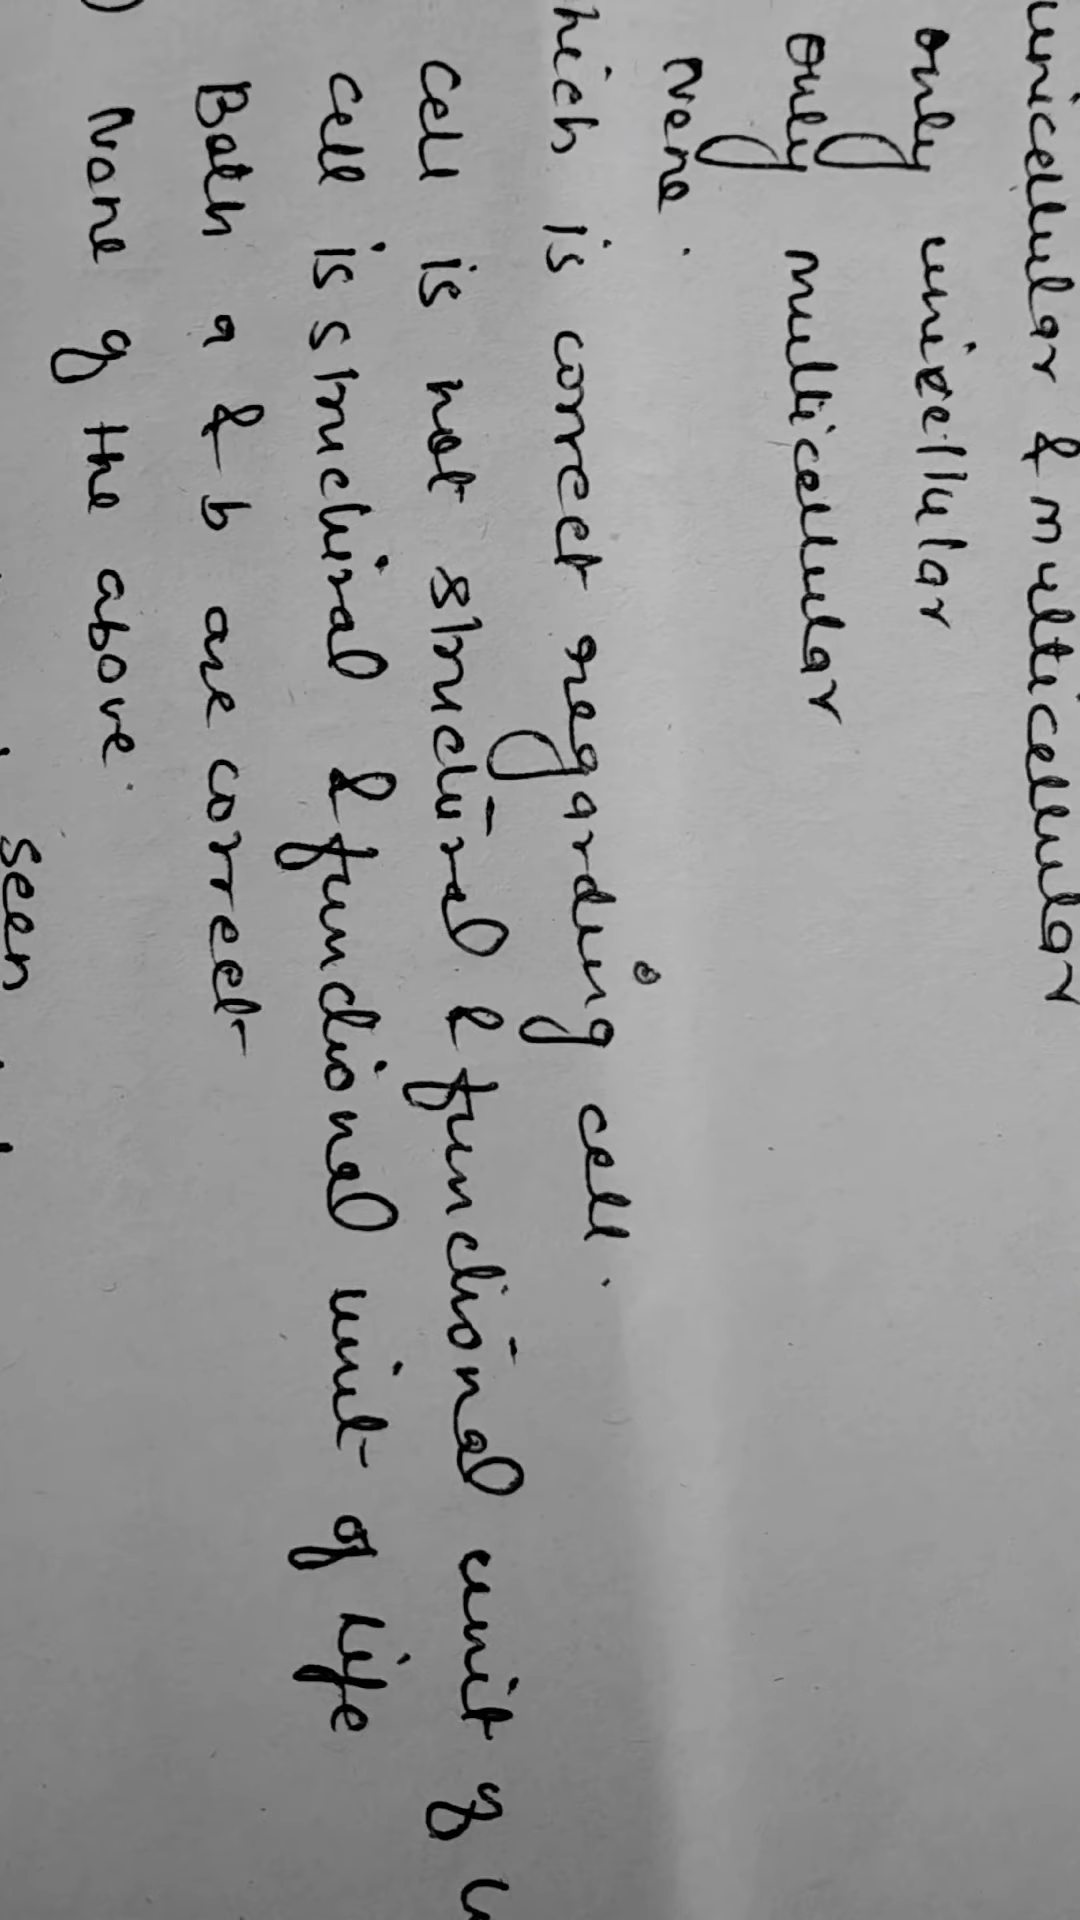 unicellular & multicellular
only unicellular
only multicellular
None.
hich is correct regarding cell.
cell is not structural & functional unit of
cell is structural & functional unit of Life
Both a & b are correct
) None of the above.
seen